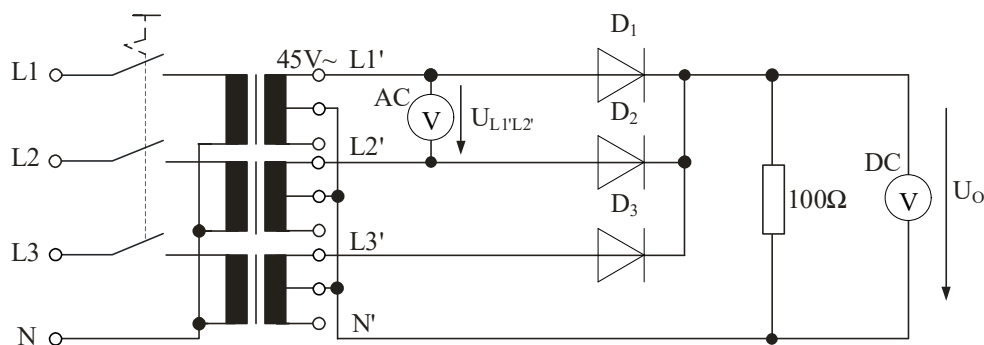 D1
45V~ L1'
L1
AC
V
UL1'L2'
D2
L2
L2'
D3
100Ω
DC
V
UO
L3
L3'
N
N'